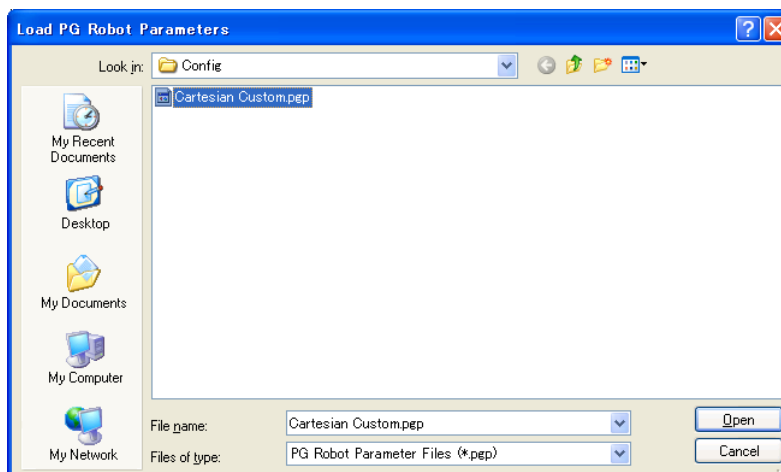 Load PG Robot Parameters
Look in:
Config
Cartesian Custom.pgp
My Recent
Documents
Desktop
My Documents
My Computer
My Network
File name:
Cartesian Custom.pgp
Open
Files of type:
PG Robot Parameter Files (*.pgp)
Cancel